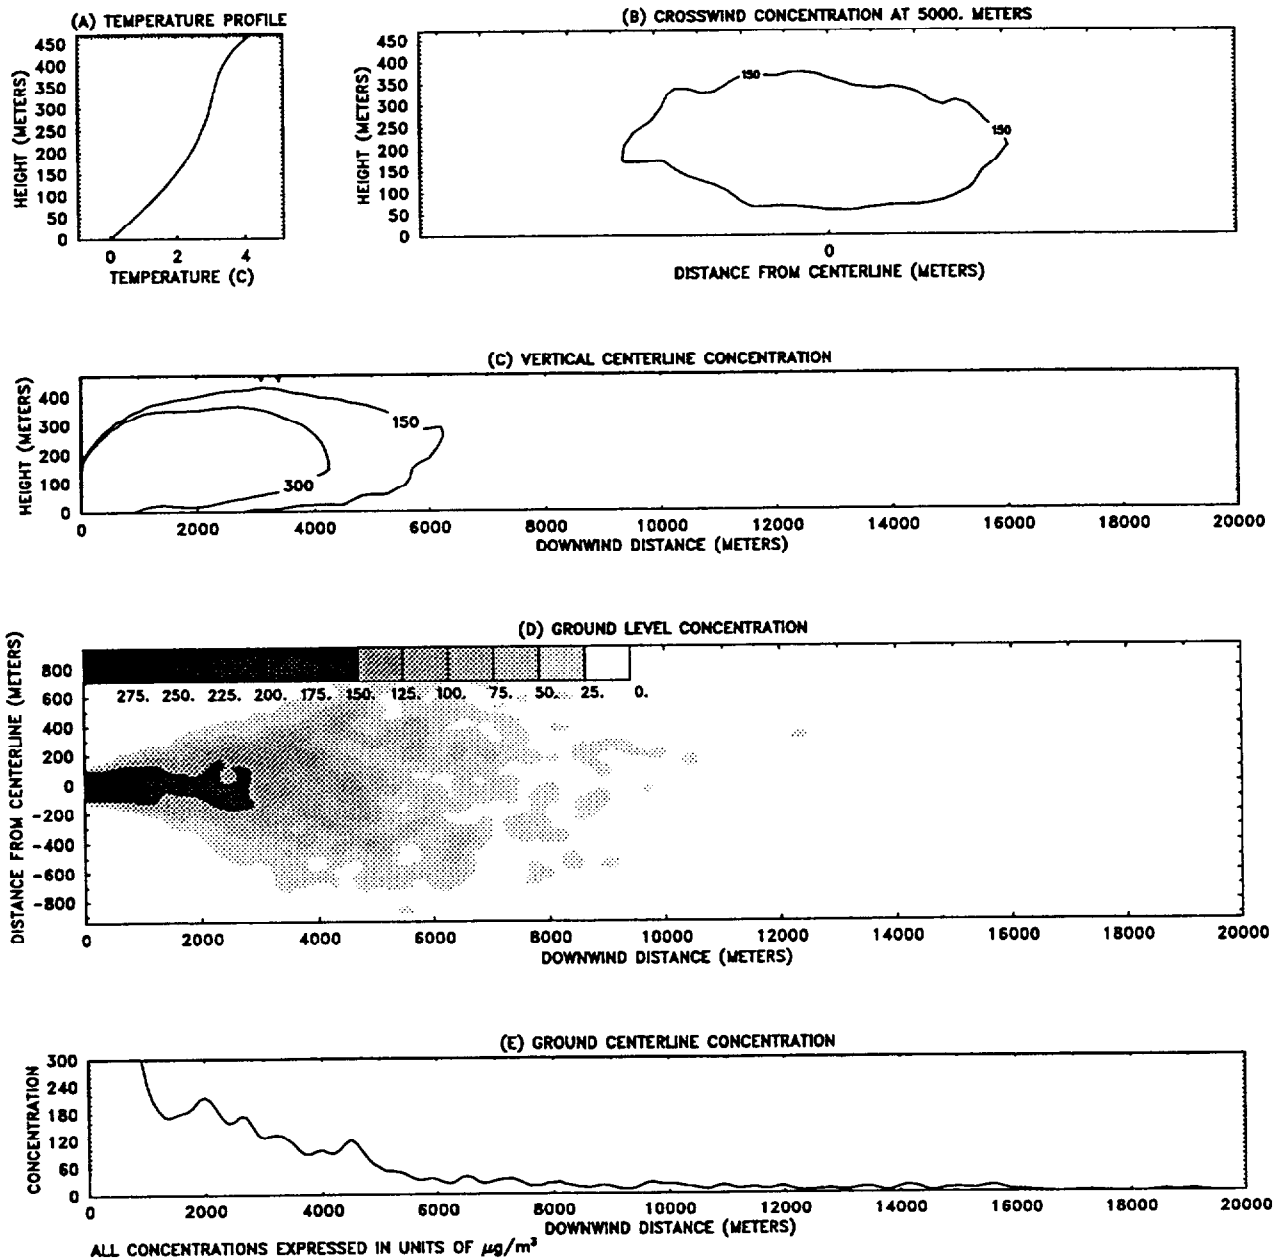 (A) TEMPERATURE PROFILE
450
400
350
300
250
200
150
100
50
0
HEIGHT (METERS)
0 2 4
TEMPERATURE (C)
(B) CROSSWIND CONCENTRATION AT 5000. METERS
450
400
350
300
250
200
150
100
50
0
HEIGHT (METERS)
150
150
0
DISTANCE FROM CENTERLINE (METERS)
(C) VERTICAL CENTERLINE CONCENTRATION
400
300
200
100
0
HEIGHT (METERS)
150
300
0 2000 4000 6000 8000 10000 12000 14000 16000 18000 20000
DOWNWIND DISTANCE (METERS)
(D) GROUND LEVEL CONCENTRATION
800
600
400
200
0
-200
-400
-600
-800
DISTANCE FROM CENTERLINE (METERS)
275. 250. 225. 200. 175. 150. 125. 100. 75. 50. 25. 0.
0 2000 4000 6000 8000 10000 12000 14000 16000 18000 20000
DOWNWIND DISTANCE (METERS)
(E) GROUND CENTERLINE CONCENTRATION
300
240
180
120
60
0
CONCENTRATION
0 2000 4000 6000 8000 10000 12000 14000 16000 18000 20000
DOWNWIND DISTANCE (METERS)
ALL CONCENTRATIONS EXPRESSED IN UNITS OF μg/m³